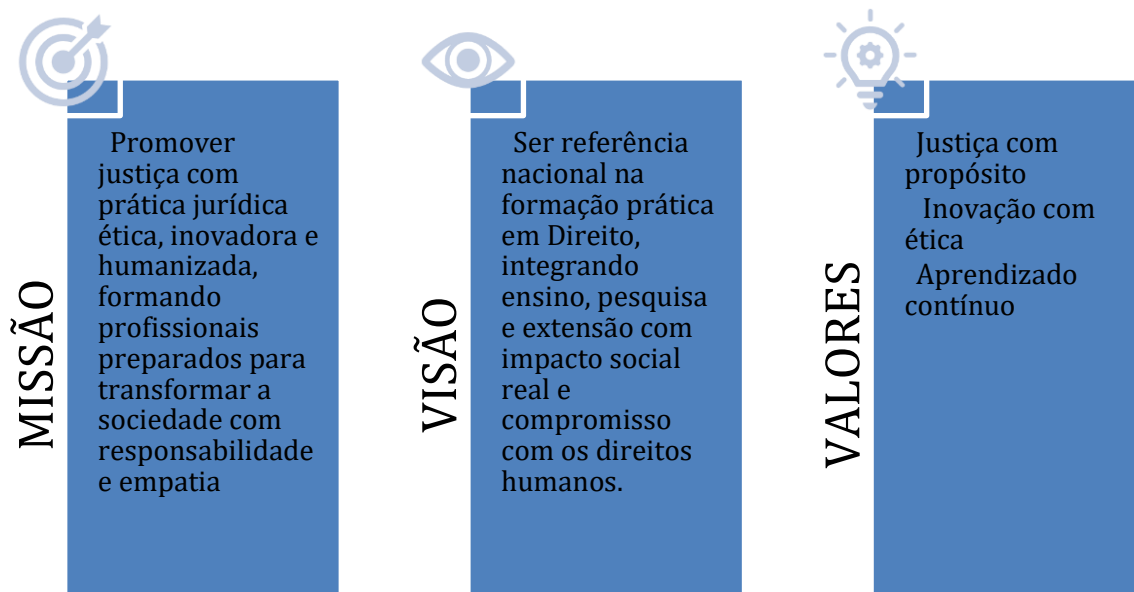 MISSÃO
Promover
justiça com
prática jurídica
ética, inovadora e
humanizada,
formando
profissionais
preparados para
transformar a
sociedade com
responsabilidade
e empatia
VISÃO
Ser referência
nacional na
formação prática
em Direito,
integrando
ensino, pesquisa
e extensão com
impacto social
real e
compromisso
com os direitos
humanos.
VALORES
Justiça com
propósito
Inovação com
ética
Aprendizado
contínuo